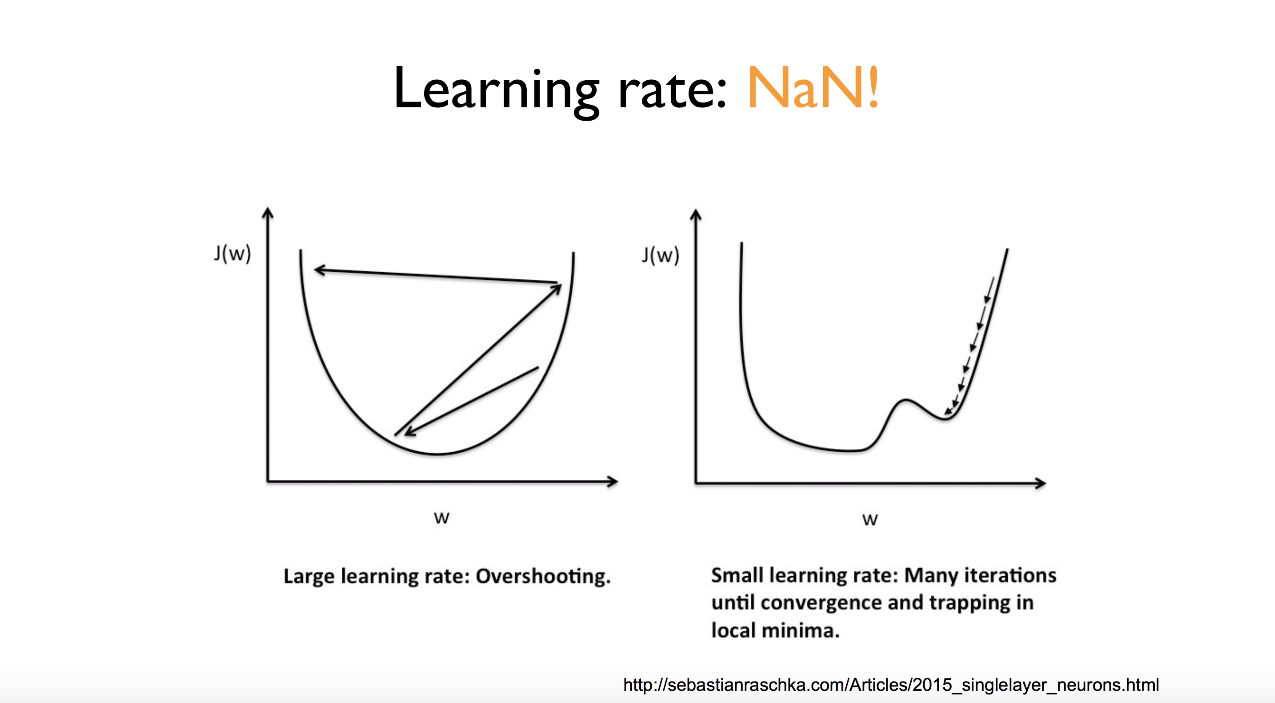 Learning rate: NaN!
J(w)
w
Large learning rate: Overshooting.
J(w)
w
Small learning rate: Many iterations
until convergence and trapping in
local minima.
http://sebastianraschka.com/Articles/2015_singlelayer_neurons.html